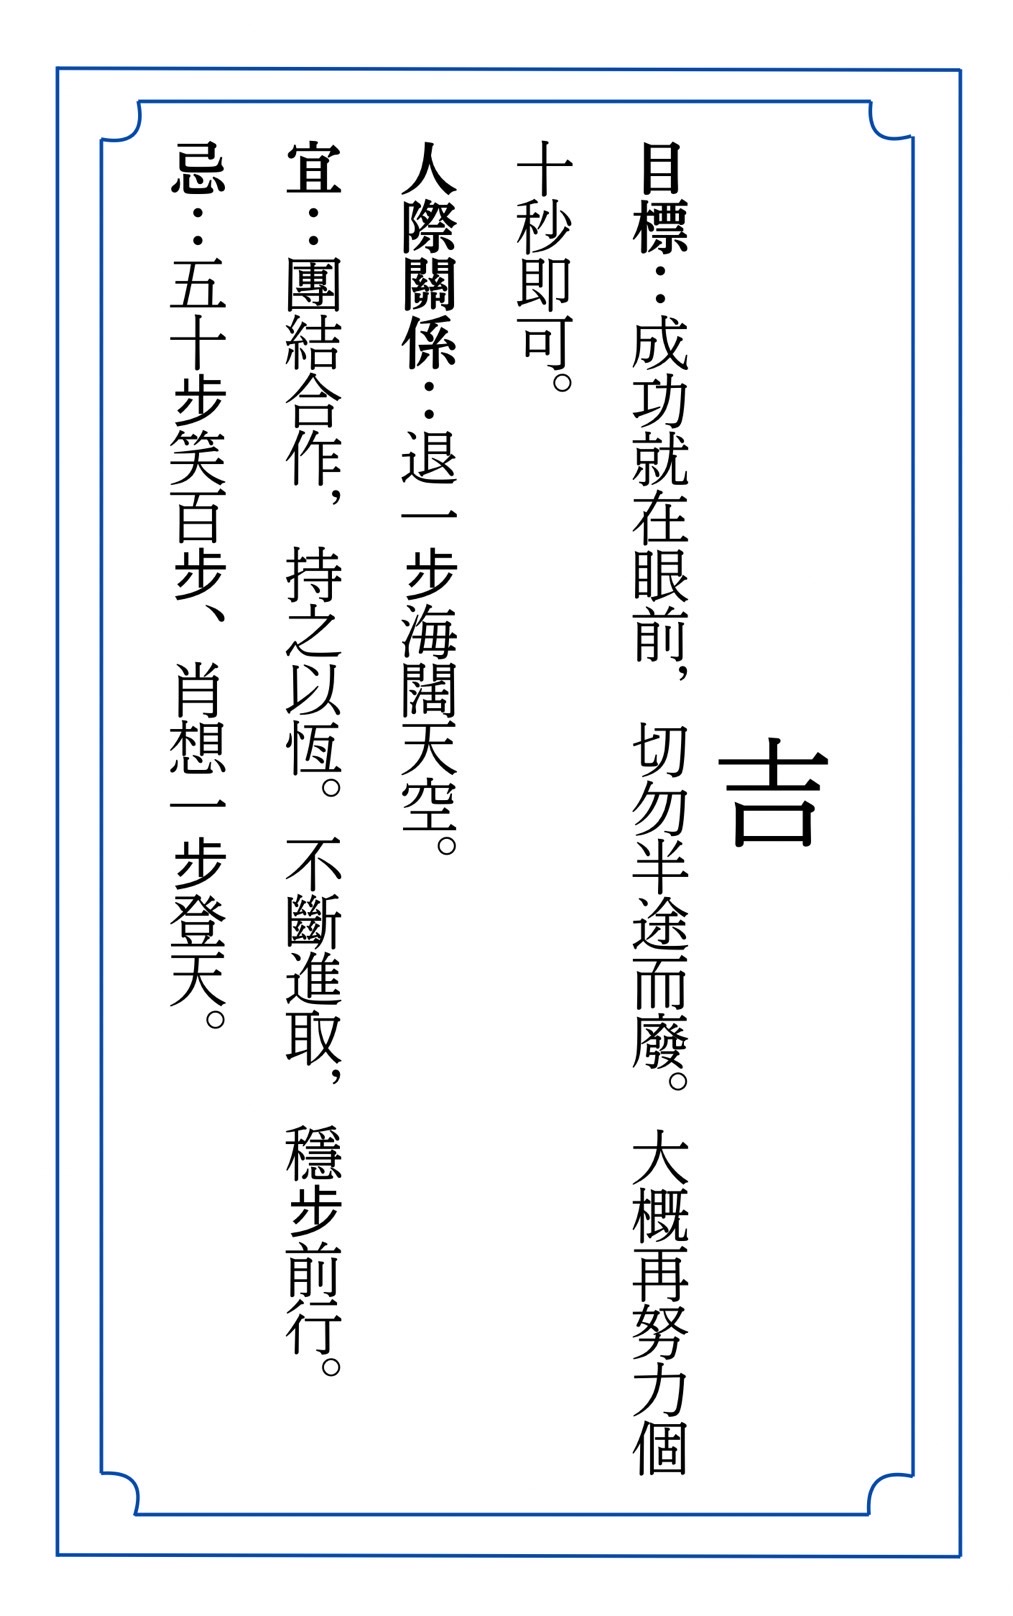 吉
目標：成功就在眼前，切勿半途而廢。大概再努力個
十秒即可。
人際關係：退一步海闊天空。
宜：團結合作，持之以恆。不斷進取，穩步前行。
忌：五十步笑百步、肖想一步登天。